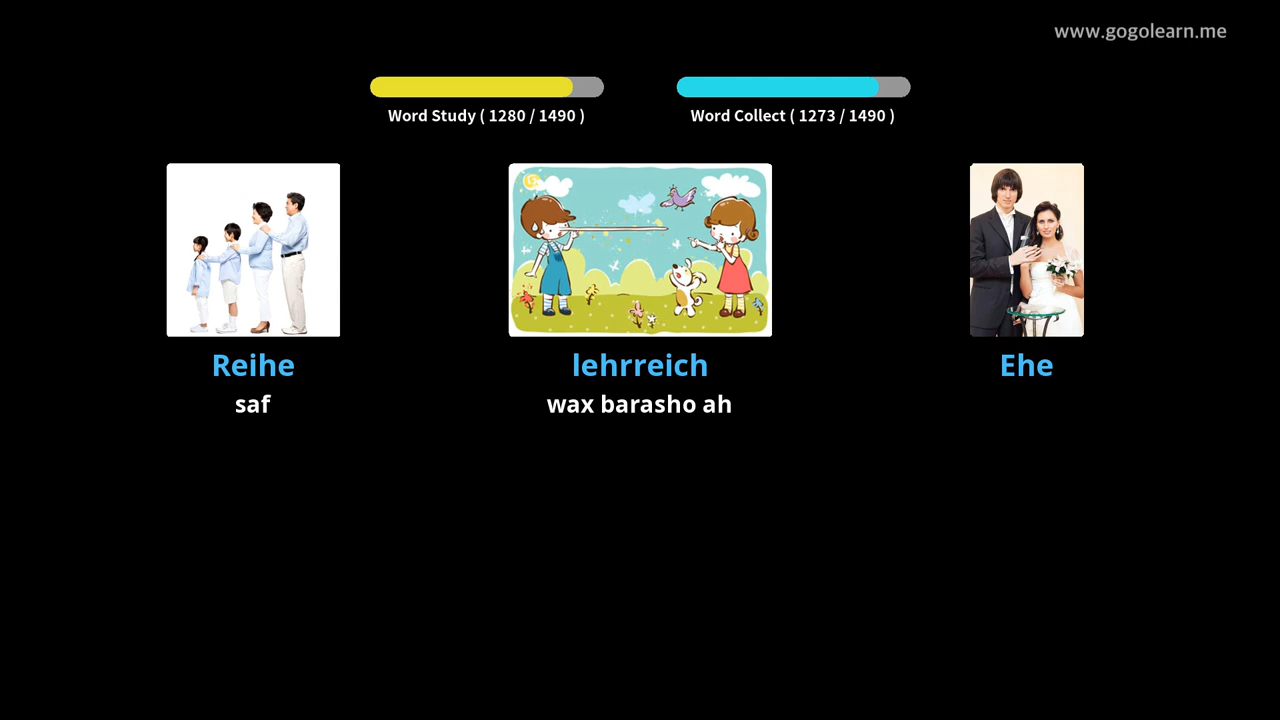 www.gogolearn.me
Word Study ( 1280 / 1490 )
Word Collect ( 1273 / 1490 )
Reihe
saf
lehrreich
wax barasho ah
Ehe